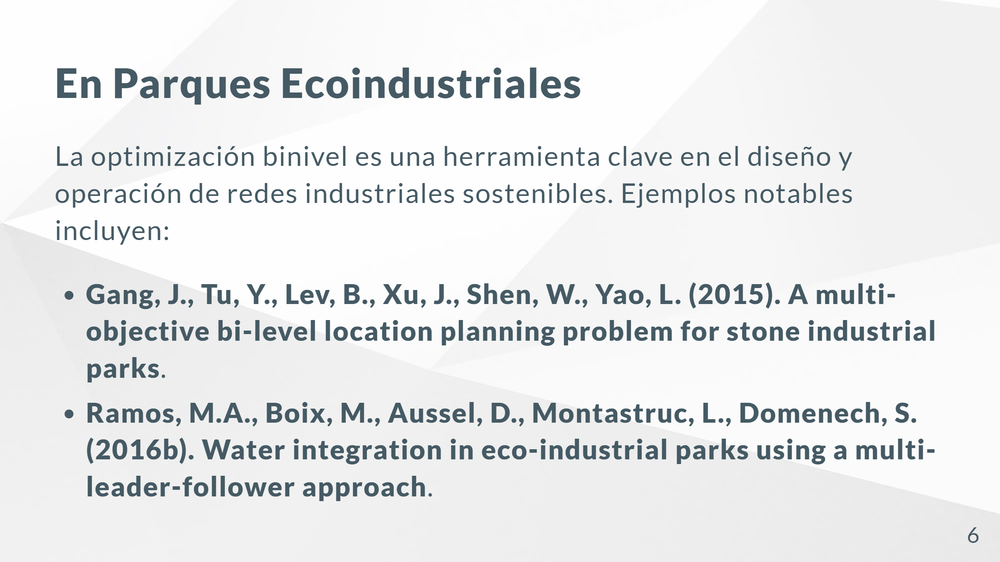 En Parques Ecoindustriales
La optimización binivel es una herramienta clave en el diseño y
operación de redes industriales sostenibles. Ejemplos notables
incluyen:
• Gang, J., Tu, Y., Lev, B., Xu, J., Shen, W., Yao, L. (2015). A multi-
objective bi-level location planning problem for stone industrial
parks.
• Ramos, M.A., Boix, M., Aussel, D., Montastruc, L., Domenech, S.
(2016b). Water integration in eco-industrial parks using a multi-
leader-follower approach.
6